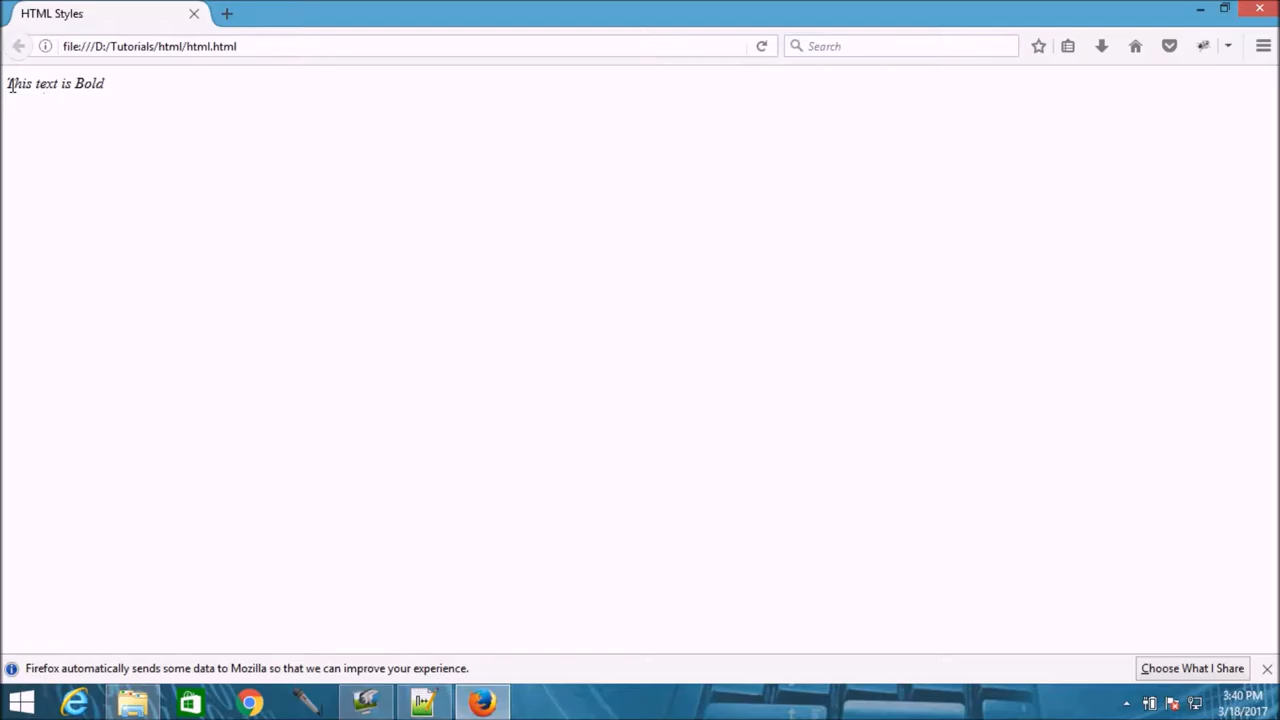 HTML Styles
file:///D:/Tutorials/html/html.html
Search
This text is Bold
Firefox automatically sends some data to Mozilla so that we can improve your experience.
Choose What I Share
3:40 PM
3/18/2017